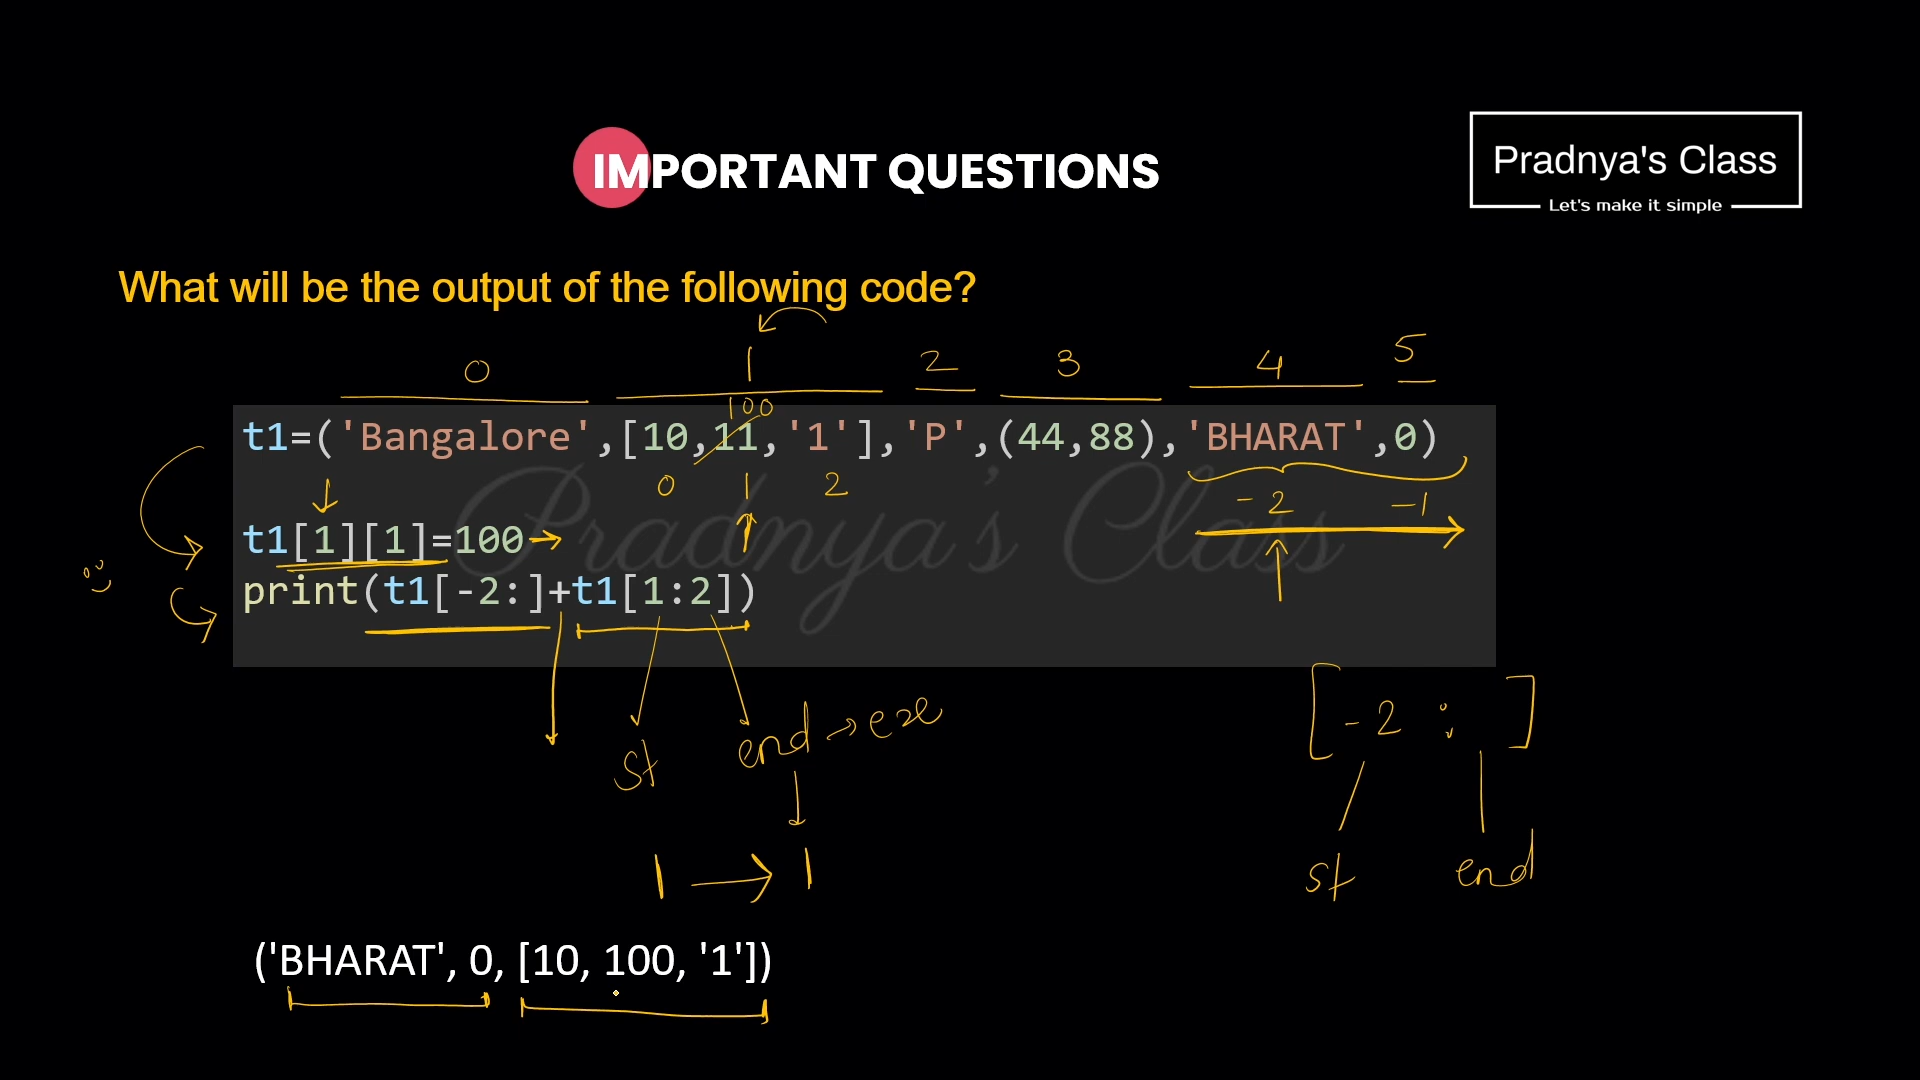 IMPORTANT QUESTIONS
Pradnya's Class
Let's make it simple
What will be the output of the following code?
0 1 2 3 4 5
100
t1=('Bangalore',[10,11,'1'],'P',(44,88),'BHARAT',0)
0 1 2
-2 -1
Pradnya's Class
t1[1][1]=100
print(t1[-2:]+t1[1:2])
[-2 : ]
st end → exe
st end
1 → 1
('BHARAT', 0, [10, 100, '1'])